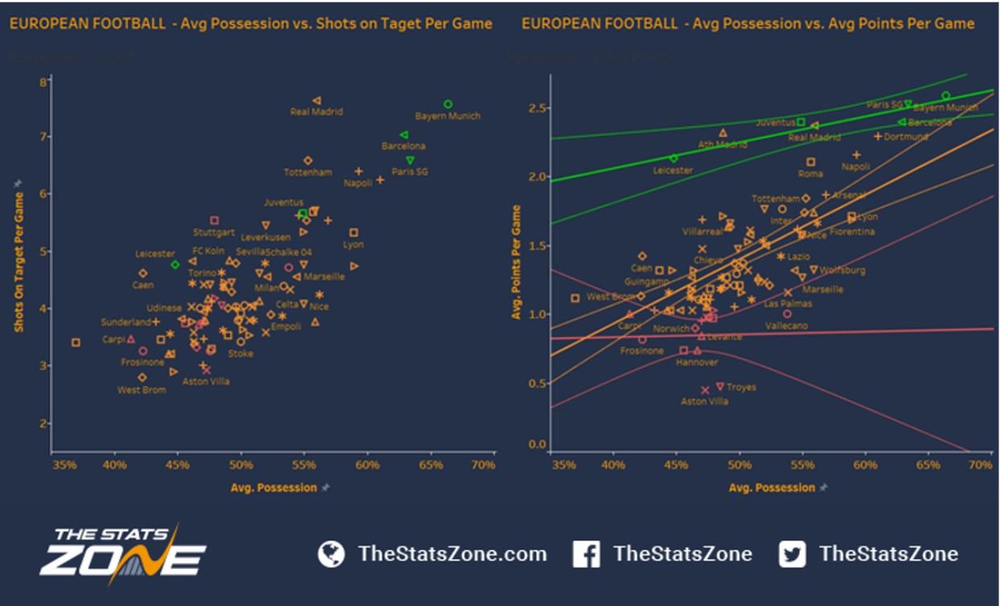 EUROPEAN FOOTBALL - Avg Possession vs. Shots on Taget Per Game
8
7
6
5
4
3
2
Shots On Target Per Game
Real Madrid
Bayern Munich
Barcelona
Tottenham
Paris SG
Napoli
Juventus
Stuttgart
Leverkusen
Lyon
Leicester
FC Koln
Sevilla
Schalke 04
Caen
Torino
Milan
Marseille
Udinese
Celta
Nice
Sunderland
Empoli
Carpi
Stoke
Frosinone
Aston Villa
West Brom
35%
40%
45%
50%
55%
60%
65%
70%
Avg. Possession
EUROPEAN FOOTBALL - Avg Possession vs. Avg Points Per Game
2.5
2.0
1.5
1.0
0.5
0.0
Avg. Points Per Game
Paris SG
Bayern Munich
Juventus
Barcelona
Real Madrid
Dortmund
Ath Madrid
Leicester
Roma
Napoli
Tottenham
Arsenal
Inter
Lyon
Villarreal
Nice
Fiorentina
Caen
Chievo
Lazio
Guingamp
Wolfsburg
West Brom
Marseille
Las Palmas
Carpi
Norwich
Vallecano
Levante
Frosinone
Hannover
Troyes
Aston Villa
35%
40%
45%
50%
55%
60%
65%
70%
Avg. Possession
THE STATS
ZONE
TheStatsZone.com
TheStatsZone
TheStatsZone